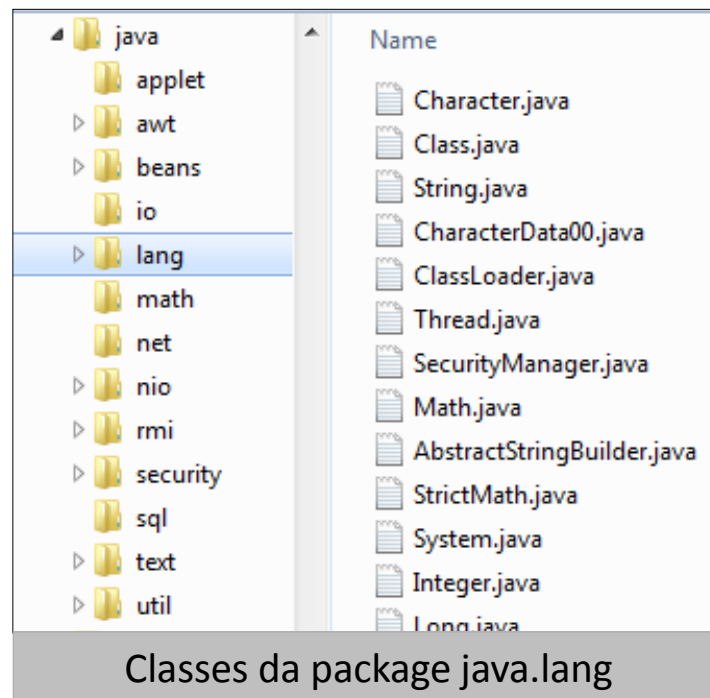 java
applet
awt
beans
io
lang
math
net
nio
rmi
security
sql
text
util
Name
Character.java
Class.java
String.java
CharacterData00.java
ClassLoader.java
Thread.java
SecurityManager.java
Math.java
AbstractStringBuilder.java
StrictMath.java
System.java
Integer.java
Long.java
Classes da package java.lang